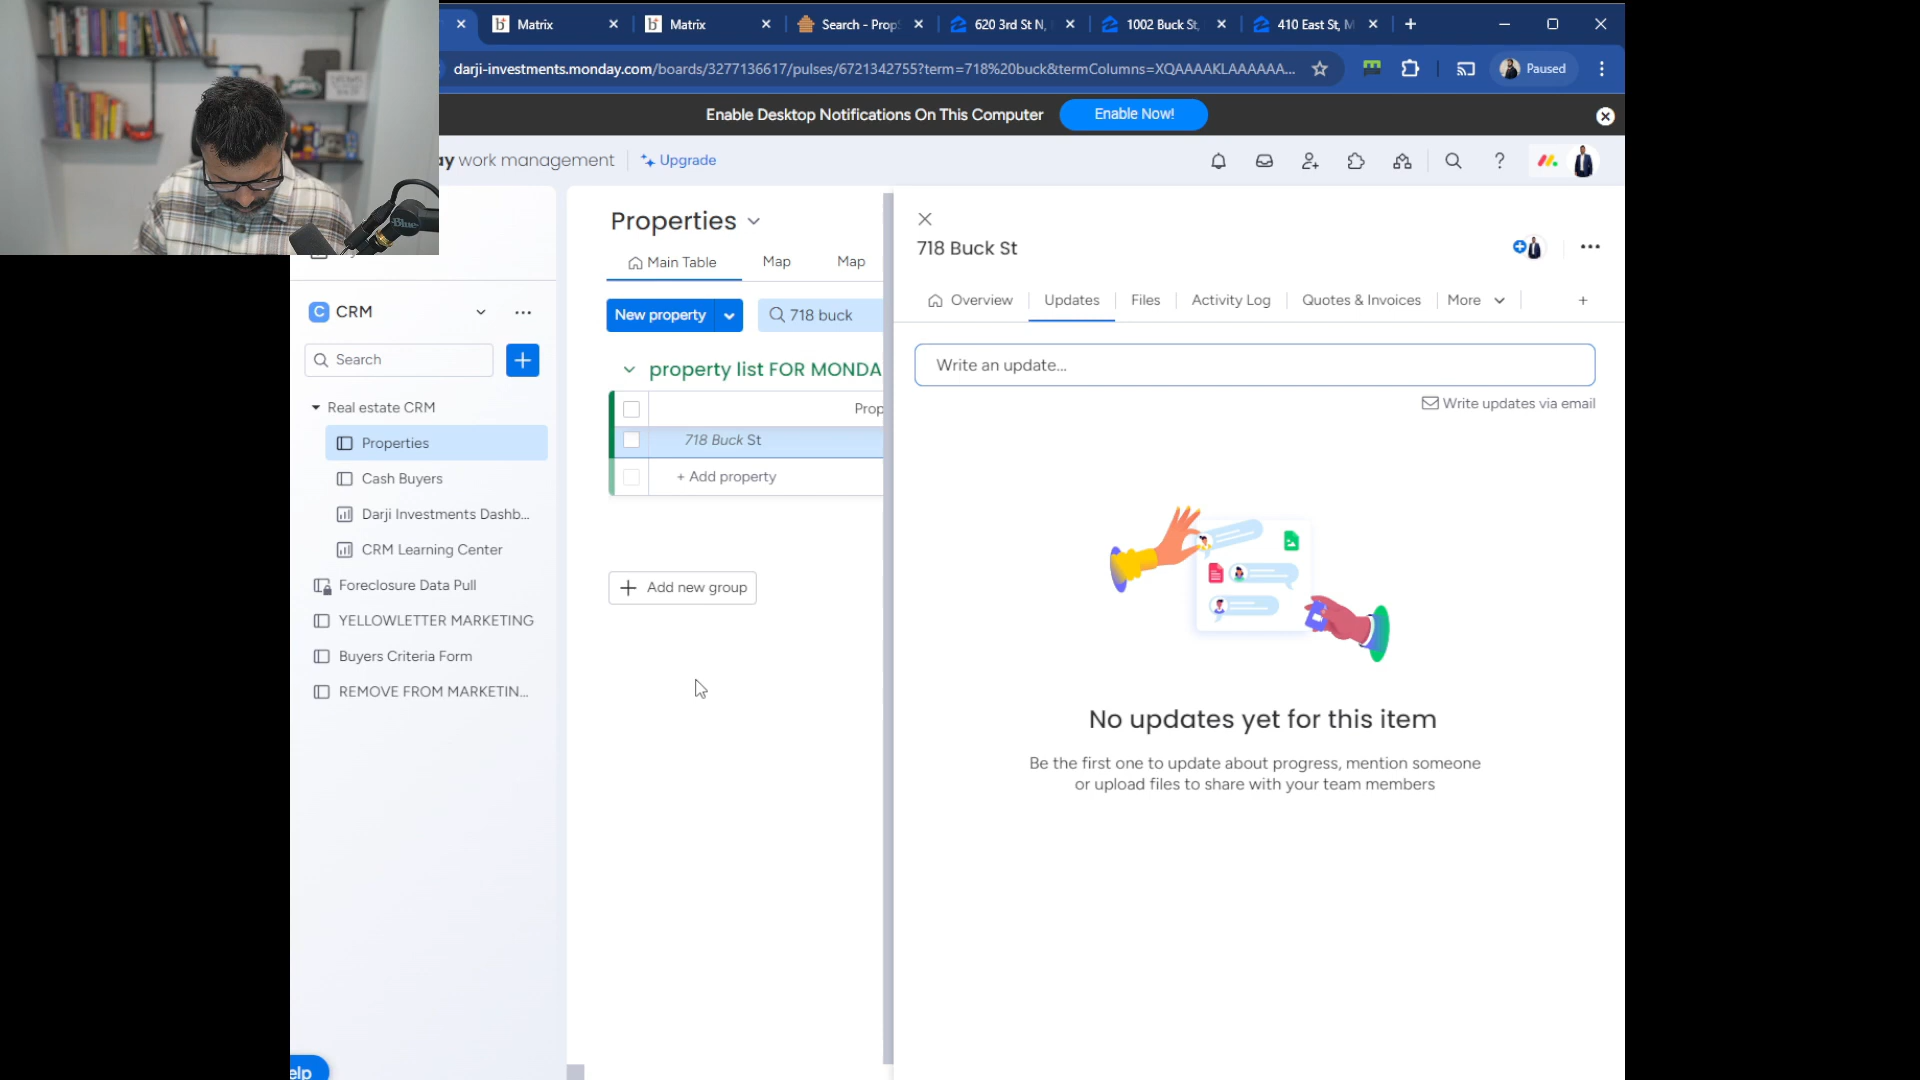 Matrix
Matrix
Search - Prop
620 3rd St N,
1002 Buck St,
410 East St, M
darji-investments.monday.com/boards/3277136617/pulses/6721342755?term=718%20buck&termColumns=XQAAAAKLAAAAAA...
Paused
Enable Desktop Notifications On This Computer
Enable Now!
ay work management
Upgrade
Blue
C CRM
Search
Real estate CRM
Properties
Cash Buyers
Darji Investments Dashb...
CRM Learning Center
Foreclosure Data Pull
YELLOWLETTER MARKETING
Buyers Criteria Form
REMOVE FROM MARKETIN...
elp
Properties
Main Table
Map
Map
New property
718 buck
property list FOR MONDA
Prop
718 Buck St
+ Add property
Add new group
718 Buck St
Overview
Updates
Files
Activity Log
Quotes & Invoices
More
Write an update...
Write updates via email
No updates yet for this item
Be the first one to update about progress, mention someone
or upload files to share with your team members